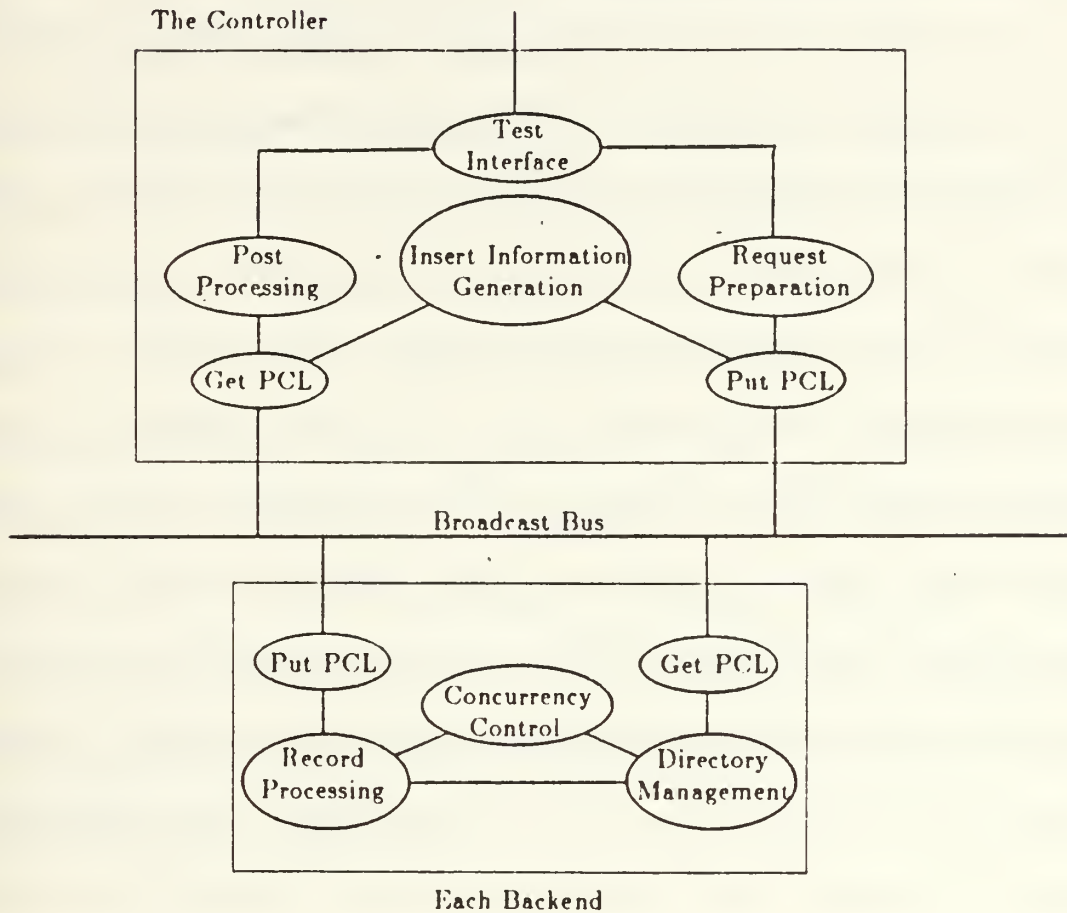 The Controller
Test
Interface
Post
Processing
Insert Information
Generation
Request
Preparation
Get PCL
Put PCL
Broadcast Bus
Put PCL
Get PCL
Concurrency
Control
Record
Processing
Directory
Management
Each Backend